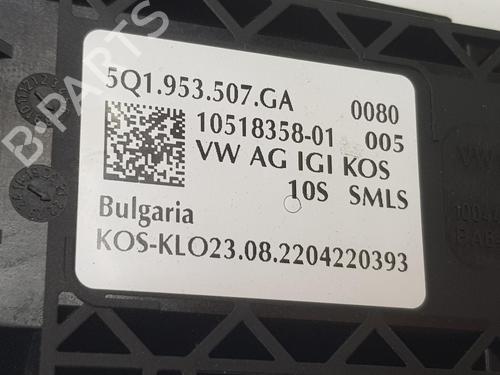 B-PARTS
5Q1.953.507.GA 0080
10518358-01 005
VW AG IGI KOS
10S SMLS
Bulgaria
KOS-KLO23.08.2204220393